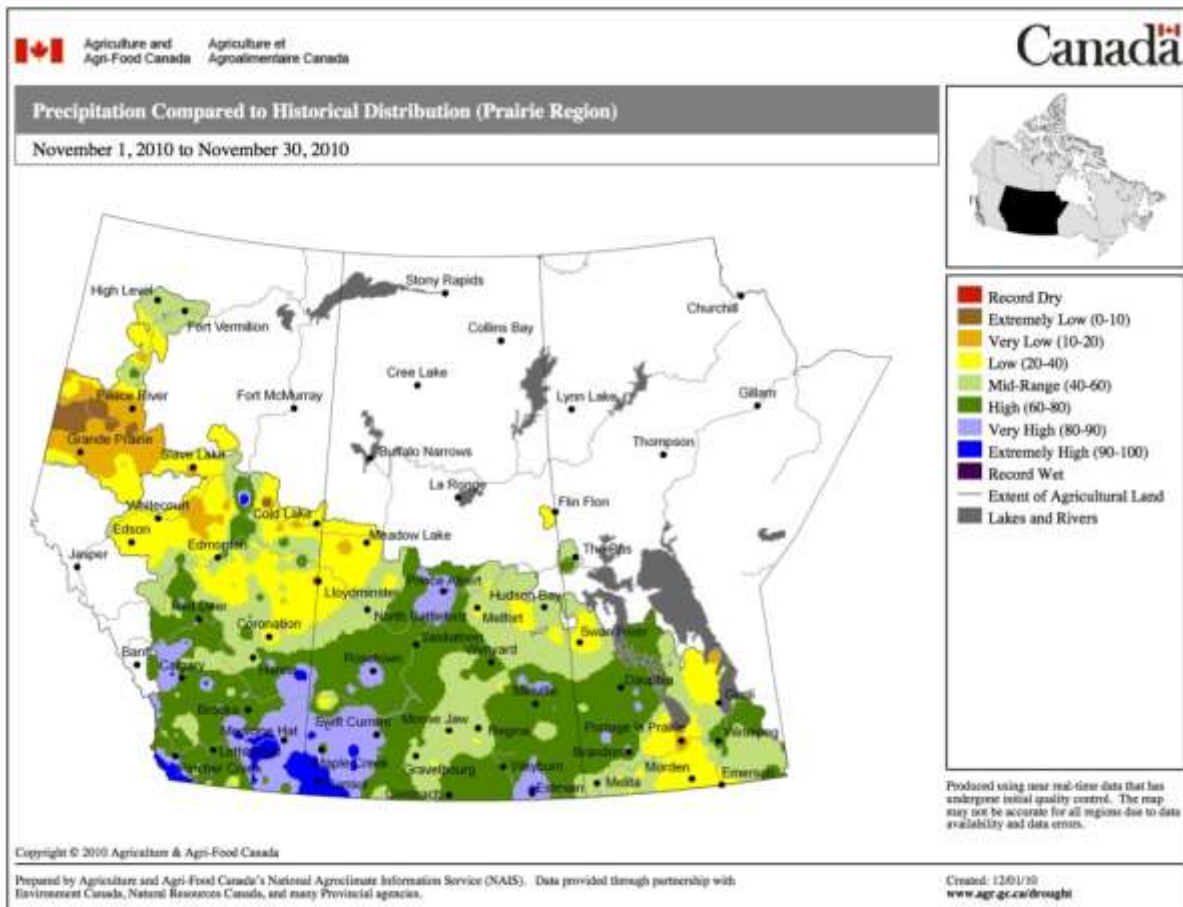 Agriculture and Agriculture et
Agri-Food Canada Agroalimentaire Canada
Canada
Precipitation Compared to Historical Distribution (Prairie Region)
November 1, 2010 to November 30, 2010
Stony Rapids
High Level
Churchill
Fort Vermilion
Collins Bay
Cree Lake
Peace River
Fort McMurray
Lynn Lake
Gillam
Grande Prairie
Thompson
Slave Lake
Buffalo Narrows
La Ronge
Whitecourt
Flin Flon
Cold Lake
Edson
Meadow Lake
Jasper
Edmonton
The Pas
Prince Albert
Lloydminster
Hudson Bay
Red Deer
North Battleford
Melfort
Coronation
Swan River
Saskatoon
Wynyard
Banff
Calgary
Hanna
Rosetown
Dauphin
Melville
Gimli
Brooks
Swift Current
Moose Jaw
Medicine Hat
Regina
Portage la Prairie
Winnipeg
Brandon
Lethbridge
Pincher Creek
Maple Creek
Gravelbourg
Weyburn
Morden
Melita
Emerson
Estevan
Record Dry
Extremely Low (0-10)
Very Low (10-20)
Low (20-40)
Mid-Range (40-60)
High (60-80)
Very High (80-90)
Extremely High (90-100)
Record Wet
Extent of Agricultural Land
Lakes and Rivers
Produced using near real-time data that has
undergone initial quality control. The map
may not be accurate for all regions due to data
availability and data errors.
Copyright © 2010 Agriculture & Agri-Food Canada
Prepared by Agriculture and Agri-Food Canada's National Agroclimate Information Service (NAIS). Data provided through partnership with
Environment Canada, Natural Resources Canada, and many Provincial agencies.
Created: 12/01/10
www.agr.gc.ca/drought